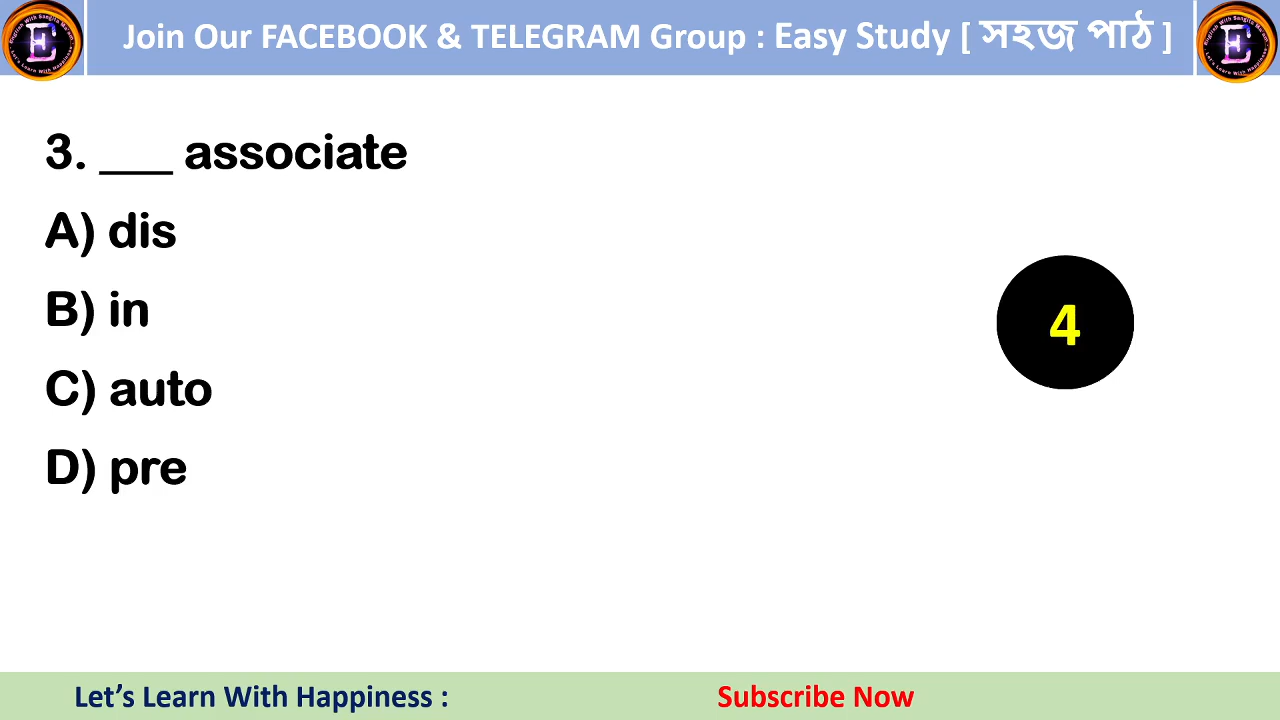 Join Our FACEBOOK & TELEGRAM Group : Easy Study [ সহজ পাঠ ]
3. ___ associate
A) dis
B) in
C) auto
D) pre
4
Let's Learn With Happiness :
Subscribe Now